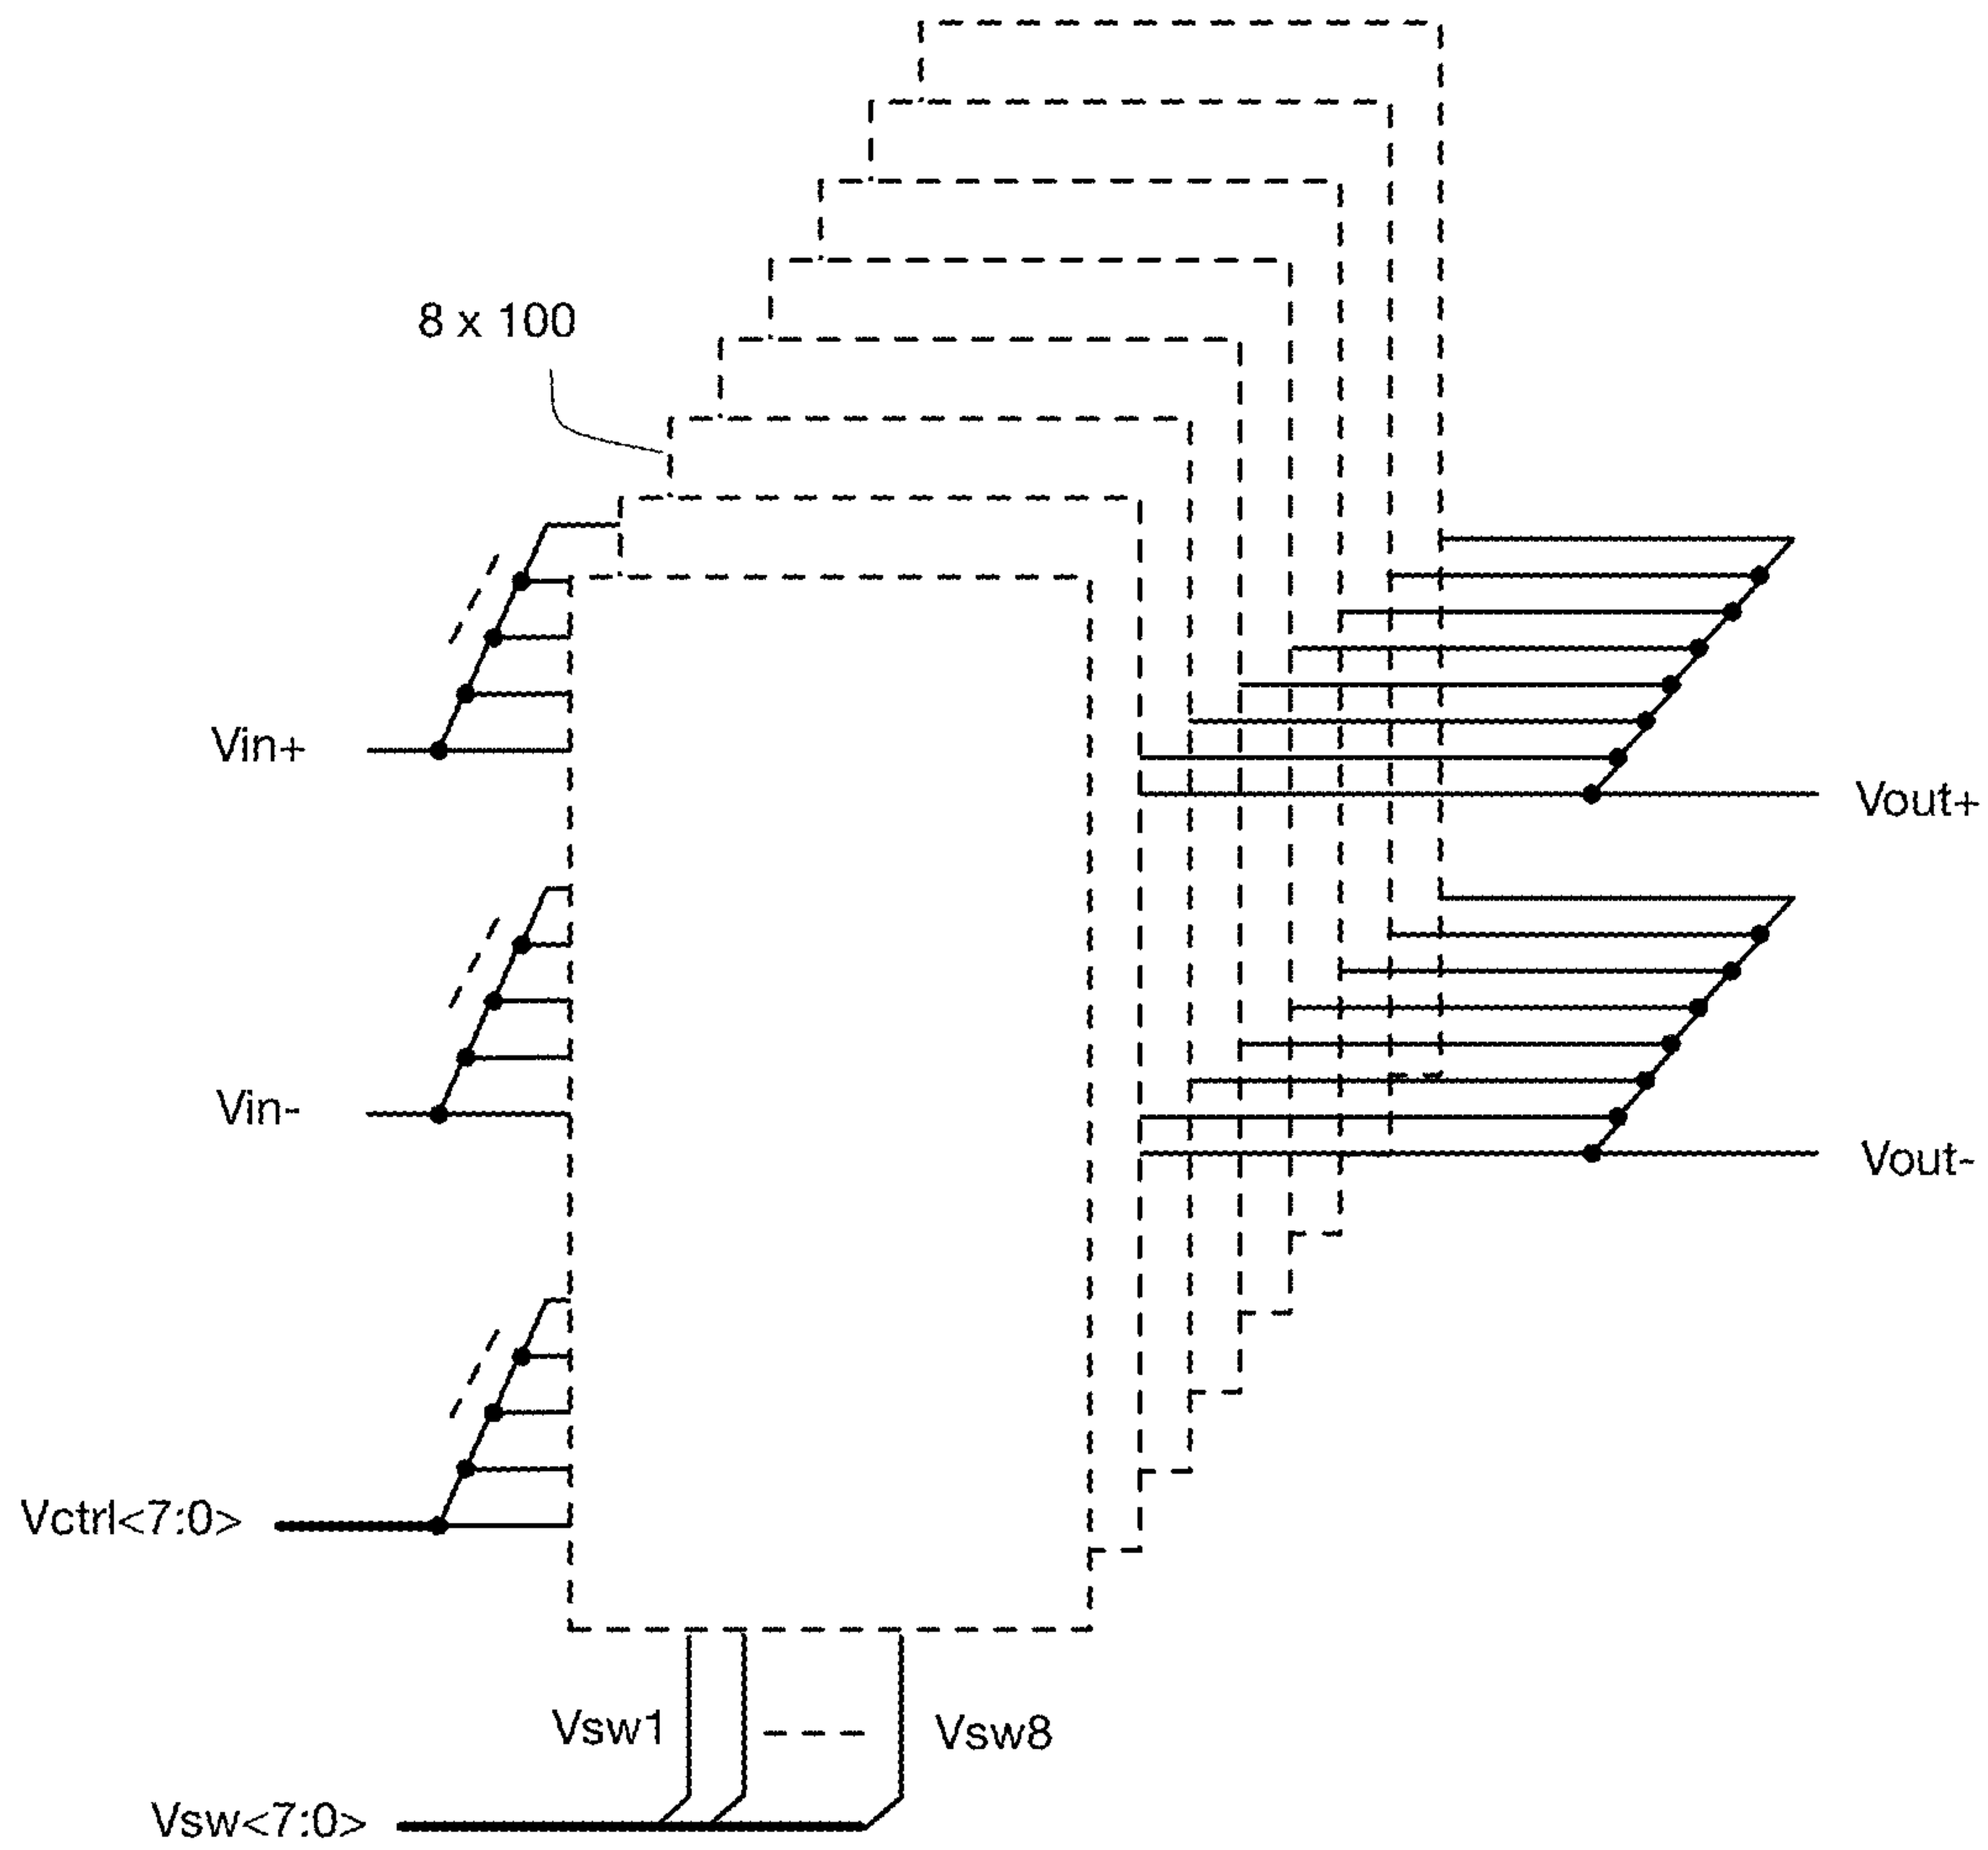 8 x 100
Vin+
Vout+
Vin-
Vout-
Vctrl<7:0>
Vsw1
Vsw8
Vsw<7:0>